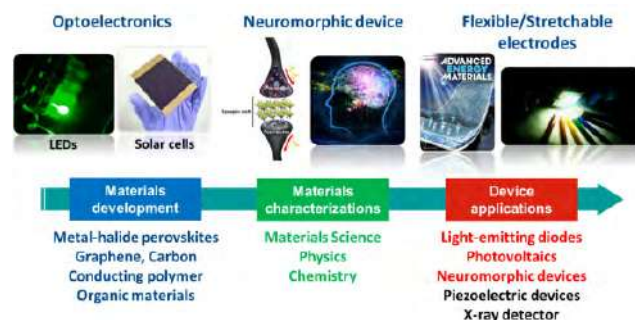 Optoelectronics
Neuromorphic device
Flexible/Stretchable
electrodes
ADVANCED
ENERGY
MATERIALS
LEDs
Solar cells
Materials
development
Materials
characterizations
Device
applications
Metal-halide perovskites
Graphene, Carbon
Conducting polymer
Organic materials
Materials Science
Physics
Chemistry
Light-emitting diodes
Photovoltaics
Neuromorphic devices
Piezoelectric devices
X-ray detector